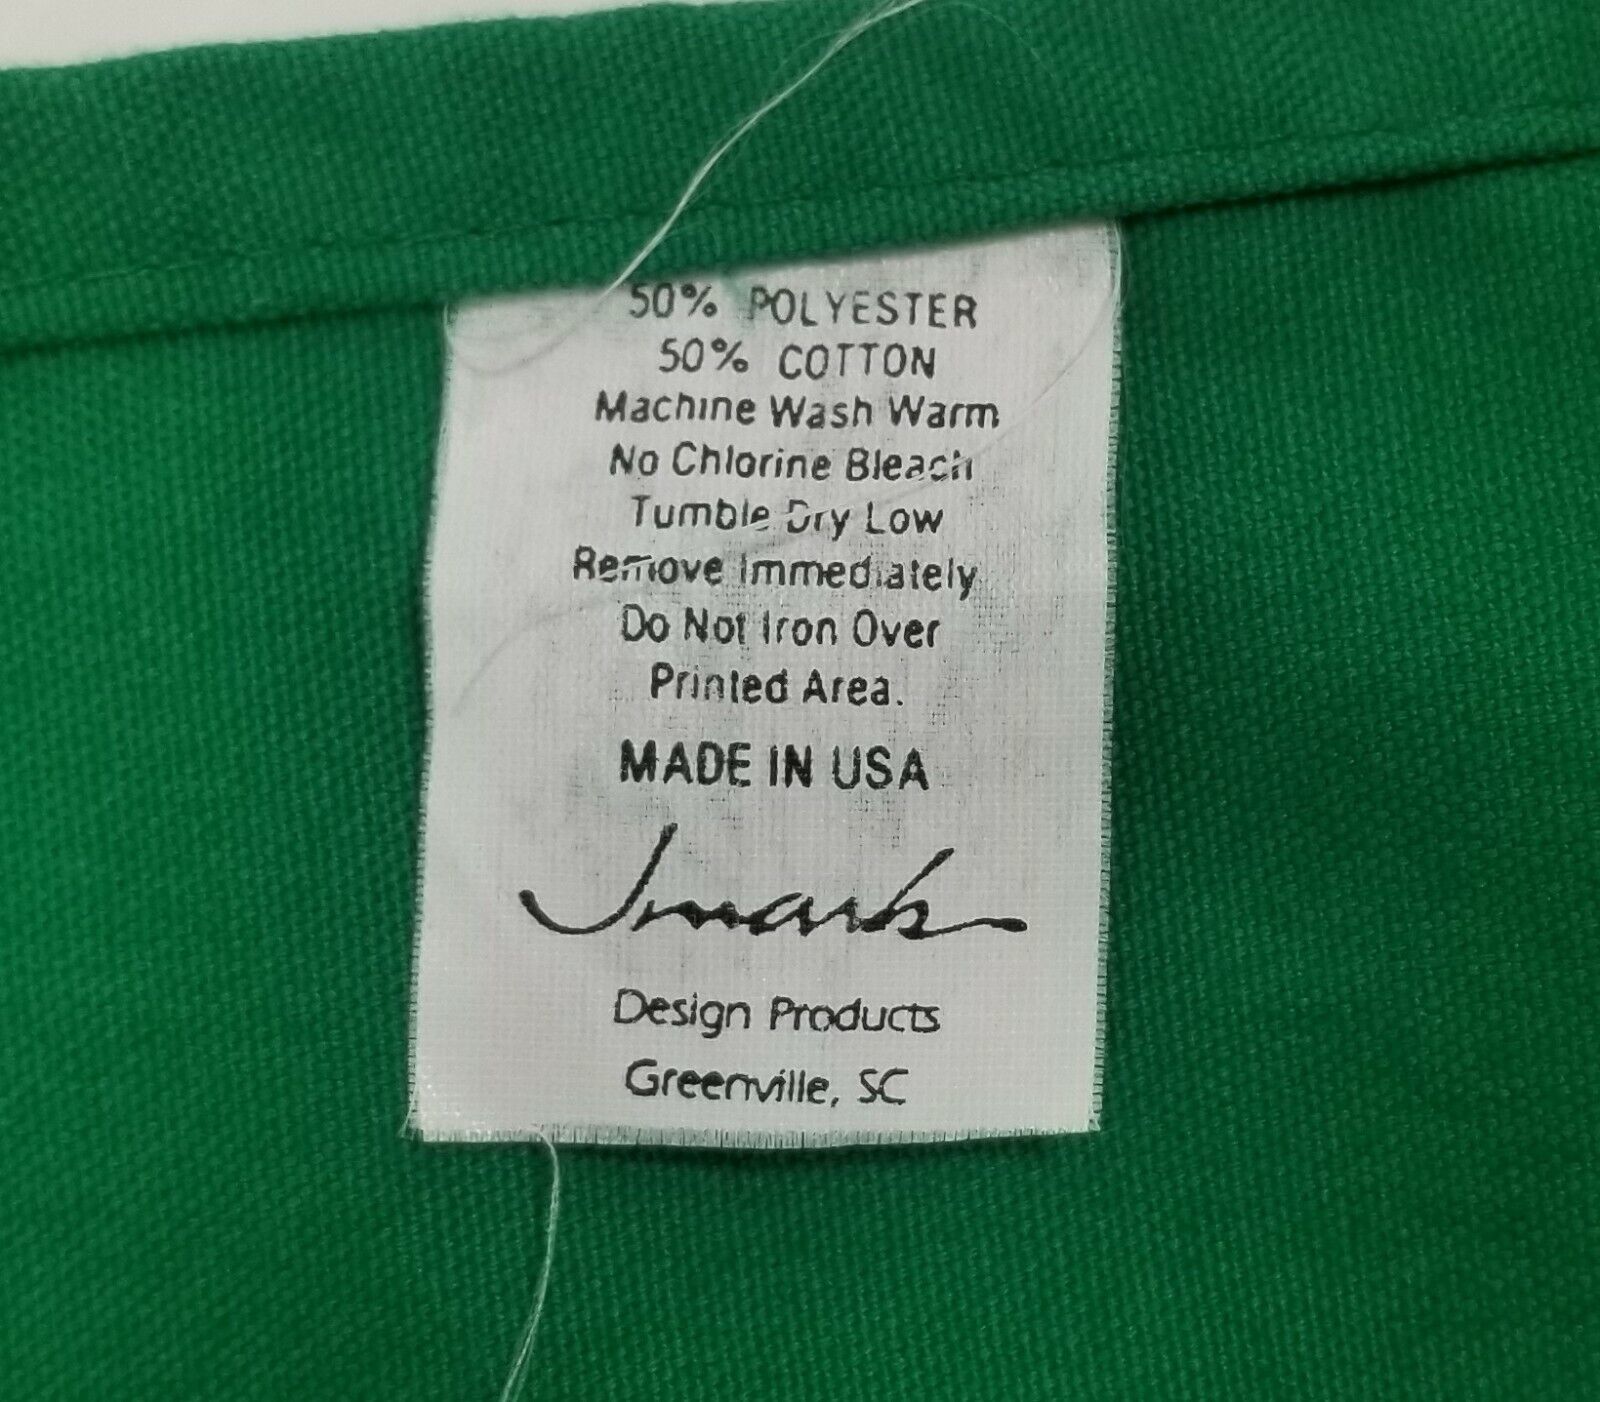 50% POLYESTER
50% COTTON
Machine Wash Warm
No Chlorine Bleach
Tumble Dry Low
Remove Immediately
Do Not Iron Over
Printed Area.
MADE IN USA
Jmark
Design Products
Greenville, SC